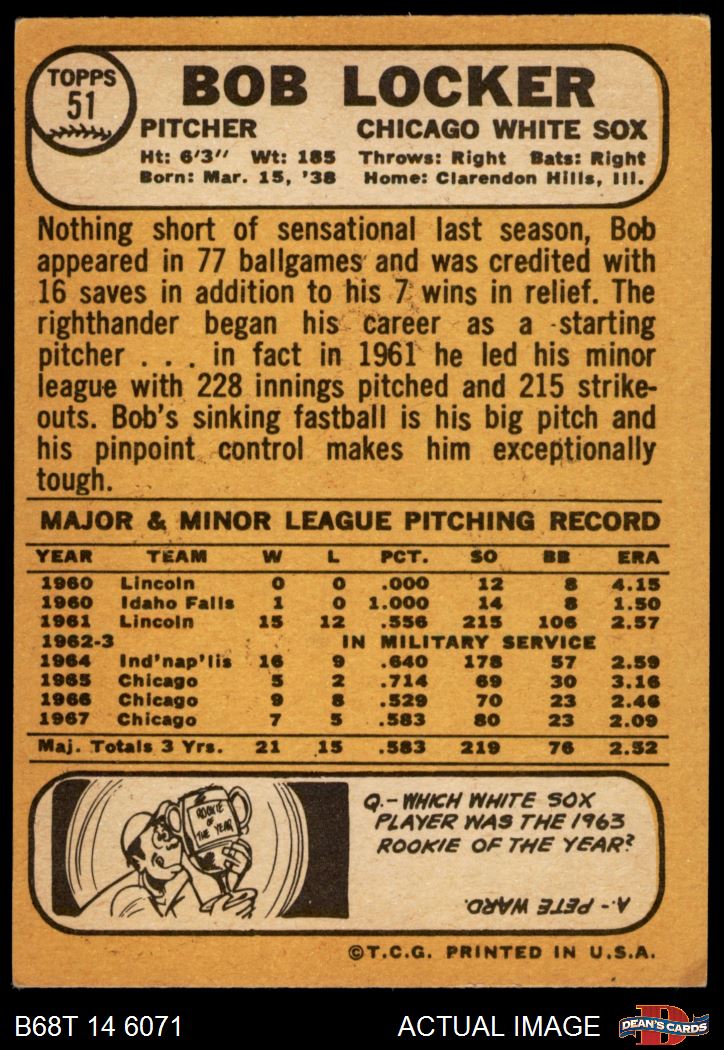 TOPPS
51
BOB LOCKER
PITCHER CHICAGO WHITE SOX
Ht: 6'3" Wt: 185 Throws: Right Bats: Right
Born: Mar. 15, '38 Home: Clarendon Hills, Ill.
Nothing short of sensational last season, Bob
appeared in 77 ballgames and was credited with
16 saves in addition to his 7 wins in relief. The
righthander began his career as a starting
pitcher . . . in fact in 1961 he led his minor
league with 228 innings pitched and 215 strike-
outs. Bob's sinking fastball is his big pitch and
his pinpoint control makes him exceptionally
tough.
MAJOR & MINOR LEAGUE PITCHING RECORD
YEAR TEAM W L PCT. SO BB ERA
1960 Lincoln 0 0 .000 12 8 4.15
1960 Idaho Falls 1 0 1.000 14 8 1.50
1961 Lincoln 15 12 .556 215 106 2.57
1962-3 IN MILITARY SERVICE
1964 Ind'nap'lis 16 9 .640 178 57 2.59
1965 Chicago 5 2 .714 69 30 3.16
1966 Chicago 9 8 .529 70 23 2.46
1967 Chicago 7 5 .583 80 23 2.09
Maj. Totals 3 Yrs. 21 15 .583 219 76 2.52
ROOKIE
OF
THE YEAR
Q.-WHICH WHITE SOX
PLAYER WAS THE 1963
ROOKIE OF THE YEAR?
A.- PETE WARD.
©T.C.G. PRINTED IN U.S.A.
B68T 14 6071 ACTUAL IMAGE
D
DEAN'S CARDS